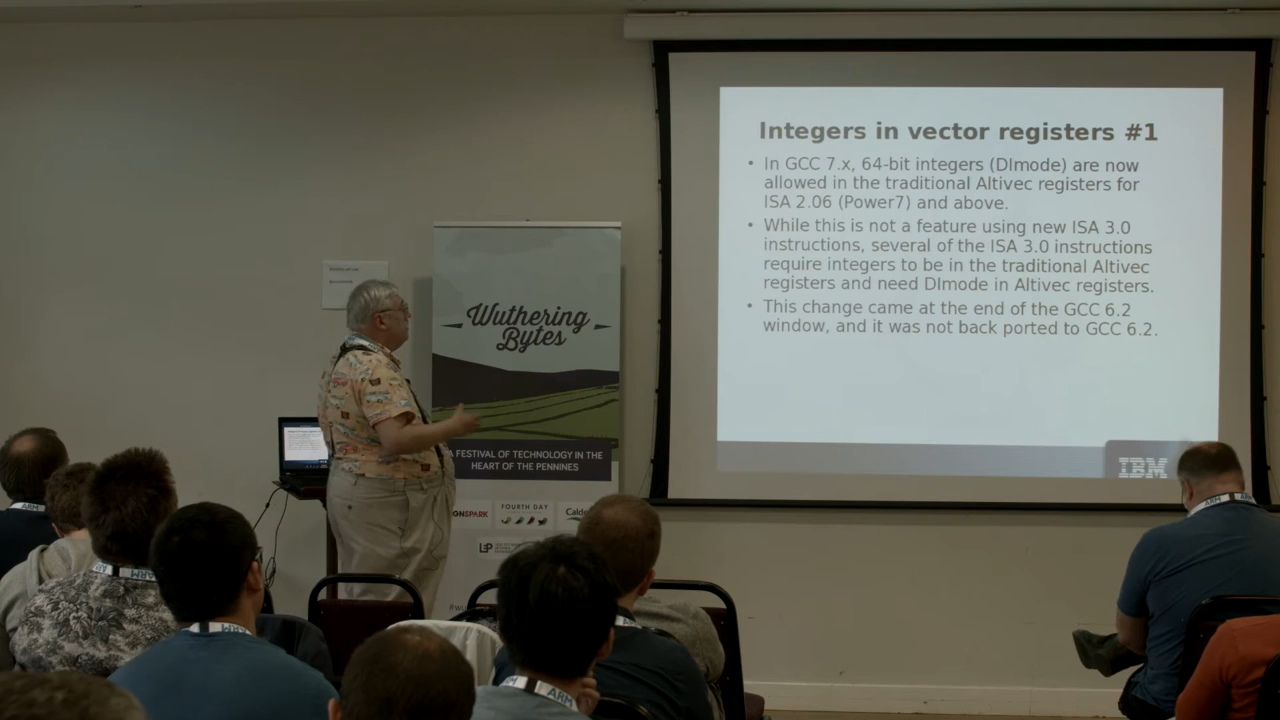 Integers in vector registers #1
• In GCC 7.x, 64-bit integers (DImode) are now
allowed in the traditional Altivec registers for
ISA 2.06 (Power7) and above.
• While this is not a feature using new ISA 3.0
instructions, several of the ISA 3.0 instructions
require integers to be in the traditional Altivec
registers and need DImode in Altivec registers.
• This change came at the end of the GCC 6.2
window, and it was not back ported to GCC 6.2.
IBM
Wuthering
Bytes
A FESTIVAL OF TECHNOLOGY IN THE
HEART OF THE PENNINES
FOURTH DAY
ARM
ARM
ARM
ARM